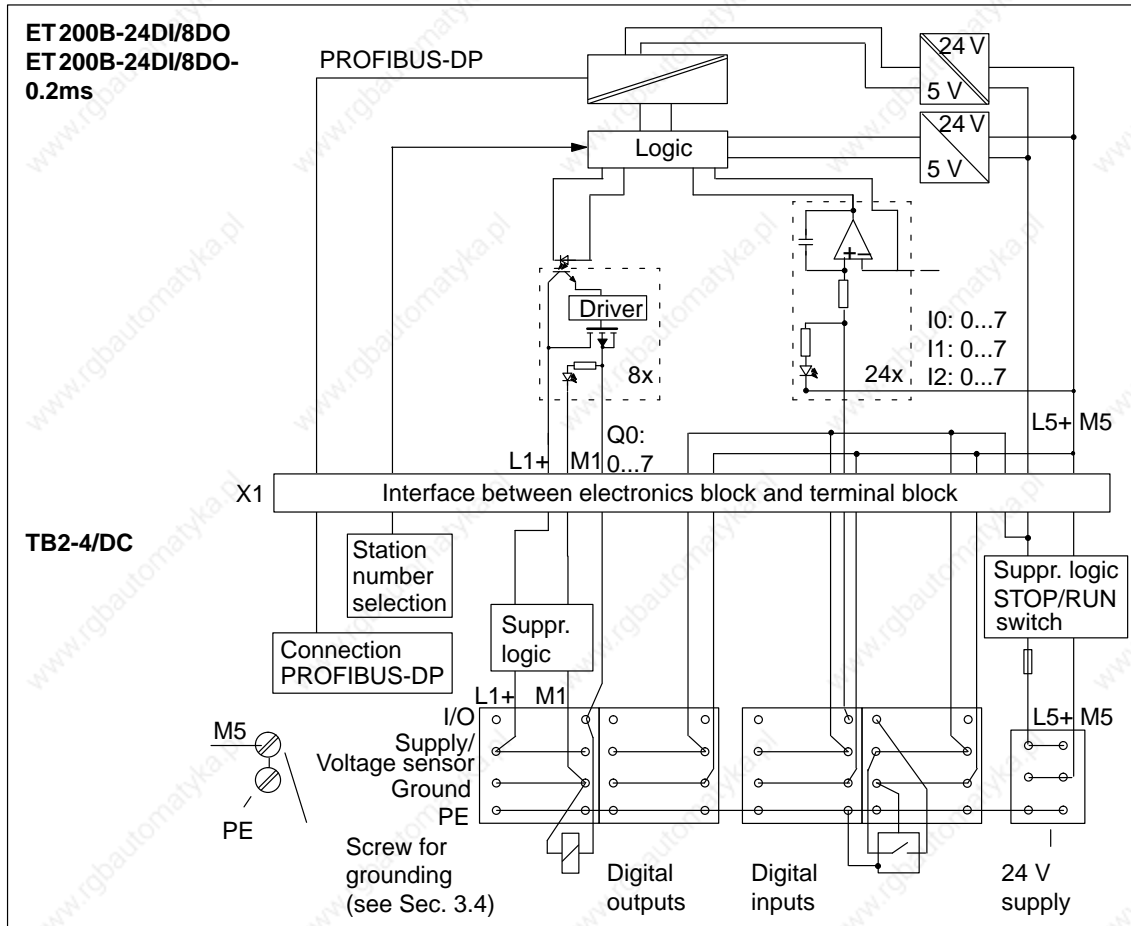 ET 200B-24DI/8DO
ET 200B-24DI/8DO-
0.2ms
PROFIBUS-DP
24 V
5 V
24 V
5 V
Logic
Driver
8x
24x
I0: 0...7
I1: 0...7
I2: 0...7
L5+ M5
Q0:
0...7
L1+ M1
X1
Interface between electronics block and terminal block
TB2-4/DC
Station
number
selection
Suppr. logic
STOP/RUN
switch
Suppr.
logic
Connection
PROFIBUS-DP
L1+ M1
I/O
Supply/
Voltage sensor
Ground
PE
L5+ M5
M5
PE
Screw for
grounding
(see Sec. 3.4)
Digital
outputs
Digital
inputs
24 V
supply
www.rgbautomatyka.pl